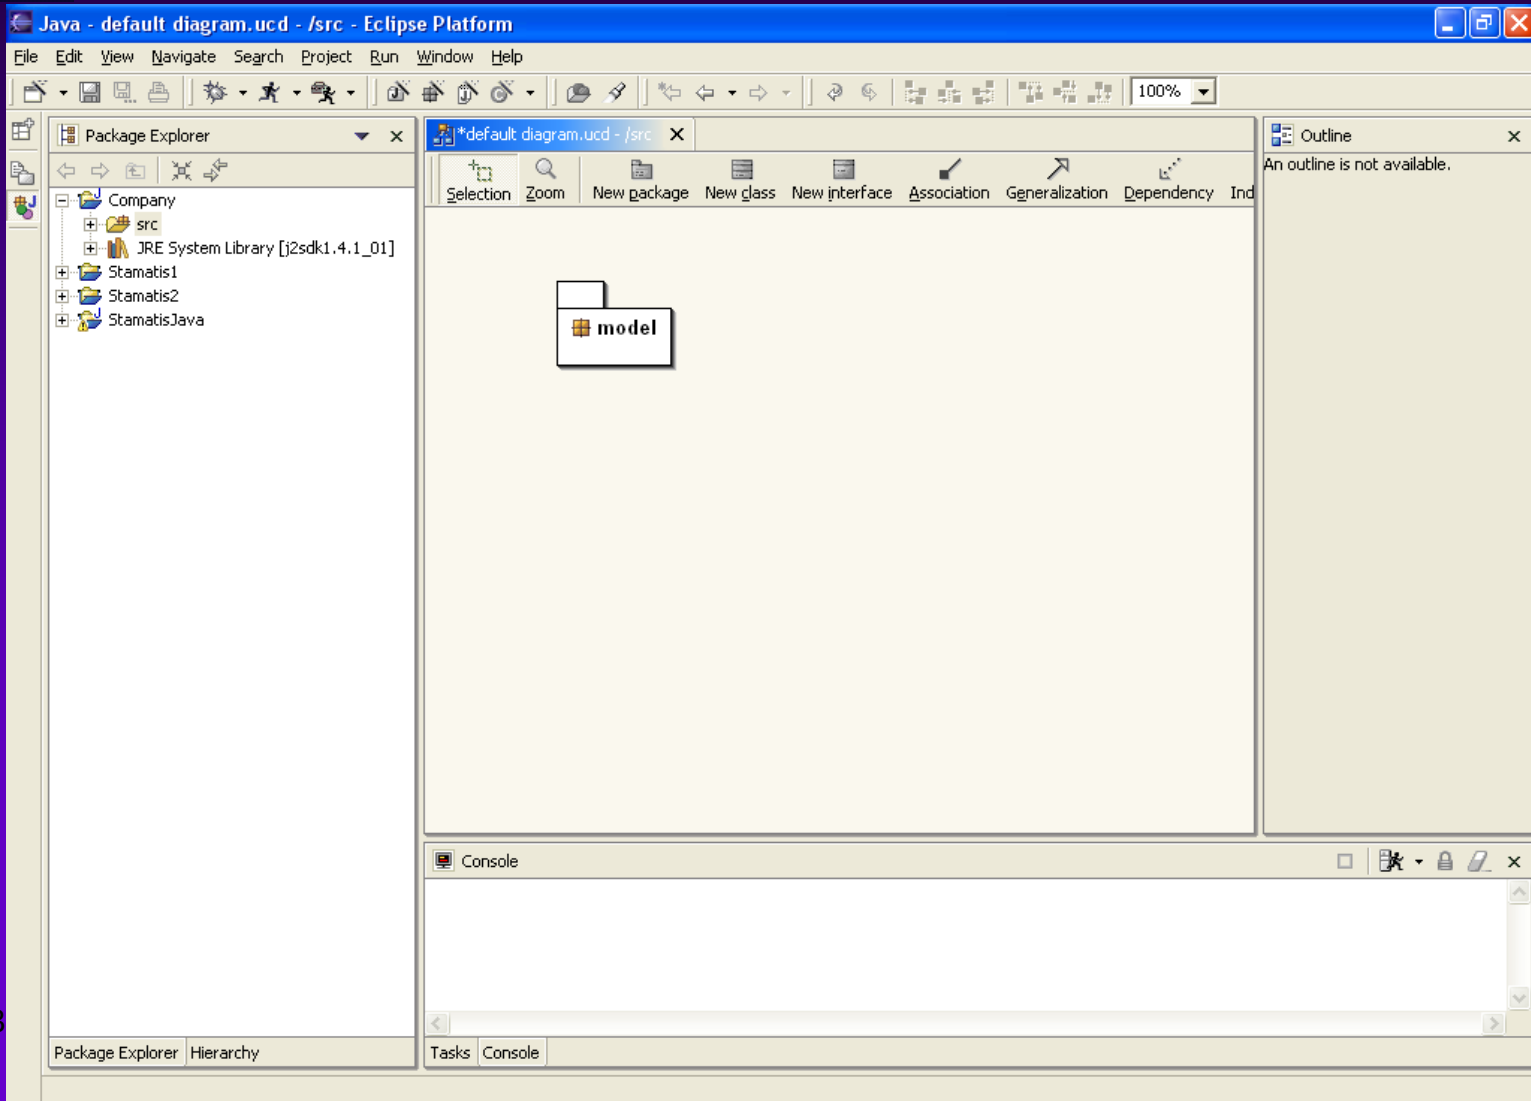 Java - default diagram.ucd - /src - Eclipse Platform
File Edit View Navigate Search Project Run Window Help
100%
Package Explorer
*default diagram.ucd - /src
Outline
Selection Zoom New package New class New interface Association Generalization Dependency Ind
An outline is not available.
Company
src
JRE System Library [j2sdk1.4.1_01]
Stamatis1
Stamatis2
StamatisJava
model
Console
Package Explorer Hierarchy
Tasks Console